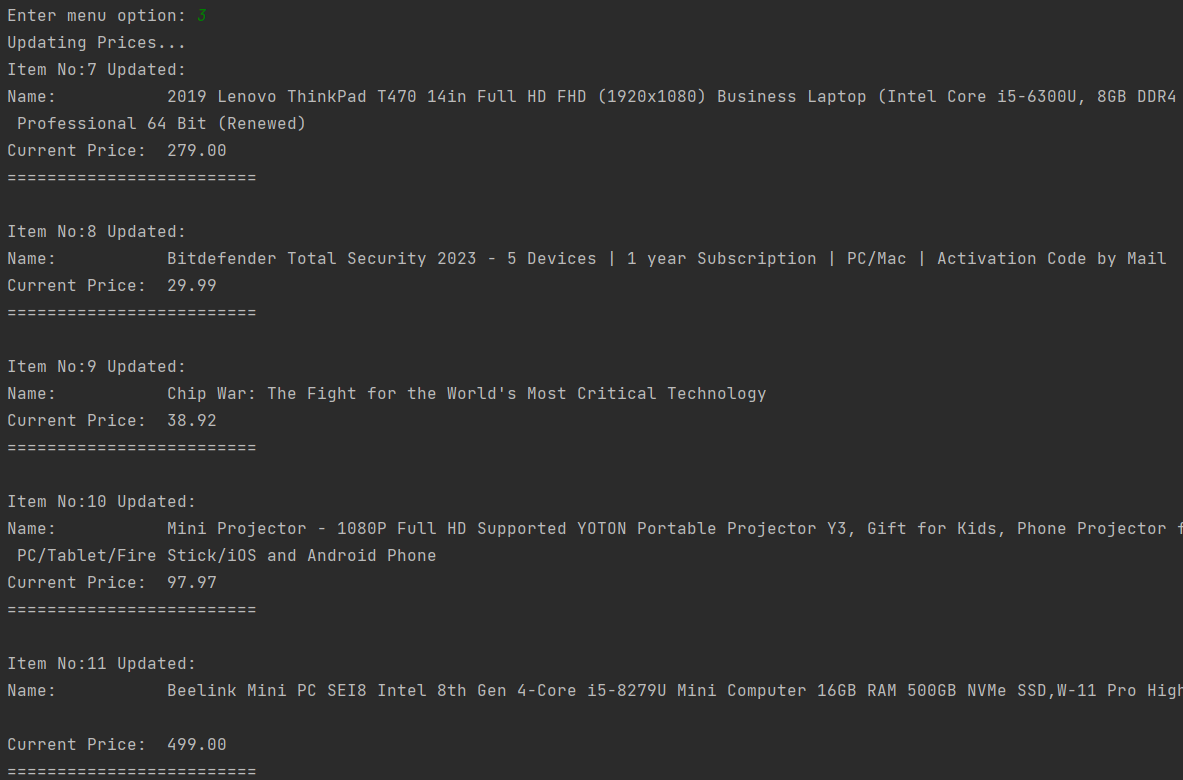 Enter menu option: 3
Updating Prices...
Item No:7 Updated:
Name:           2019 Lenovo ThinkPad T470 14in Full HD FHD (1920x1080) Business Laptop (Intel Core i5-6300U, 8GB DDR4
 Professional 64 Bit (Renewed)
Current Price:  279.00
=========================
Item No:8 Updated:
Name:           Bitdefender Total Security 2023 - 5 Devices | 1 year Subscription | PC/Mac | Activation Code by Mail
Current Price:  29.99
=========================
Item No:9 Updated:
Name:           Chip War: The Fight for the World's Most Critical Technology
Current Price:  38.92
=========================
Item No:10 Updated:
Name:           Mini Projector - 1080P Full HD Supported YOTON Portable Projector Y3, Gift for Kids, Phone Projector f
 PC/Tablet/Fire Stick/iOS and Android Phone
Current Price:  97.97
=========================
Item No:11 Updated:
Name:           Beelink Mini PC SEI8 Intel 8th Gen 4-Core i5-8279U Mini Computer 16GB RAM 500GB NVMe SSD,W-11 Pro High
Current Price:  499.00
=========================